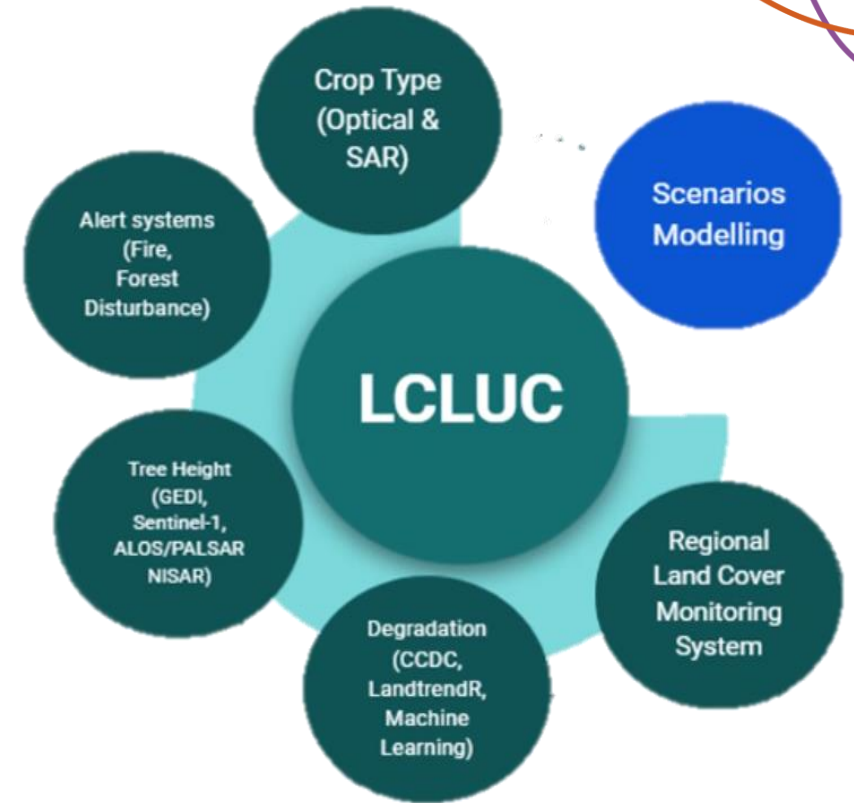 Crop Type
(Optical &
SAR)
Scenarios
Modelling
Alert systems
(Fire,
Forest
Disturbance)
LCLUC
Tree Height
(GEDI,
Sentinel-1,
ALOS/PALSAR
NISAR)
Regional
Land Cover
Monitoring
System
Degradation
(CCDC,
LandtrendR,
Machine
Learning)